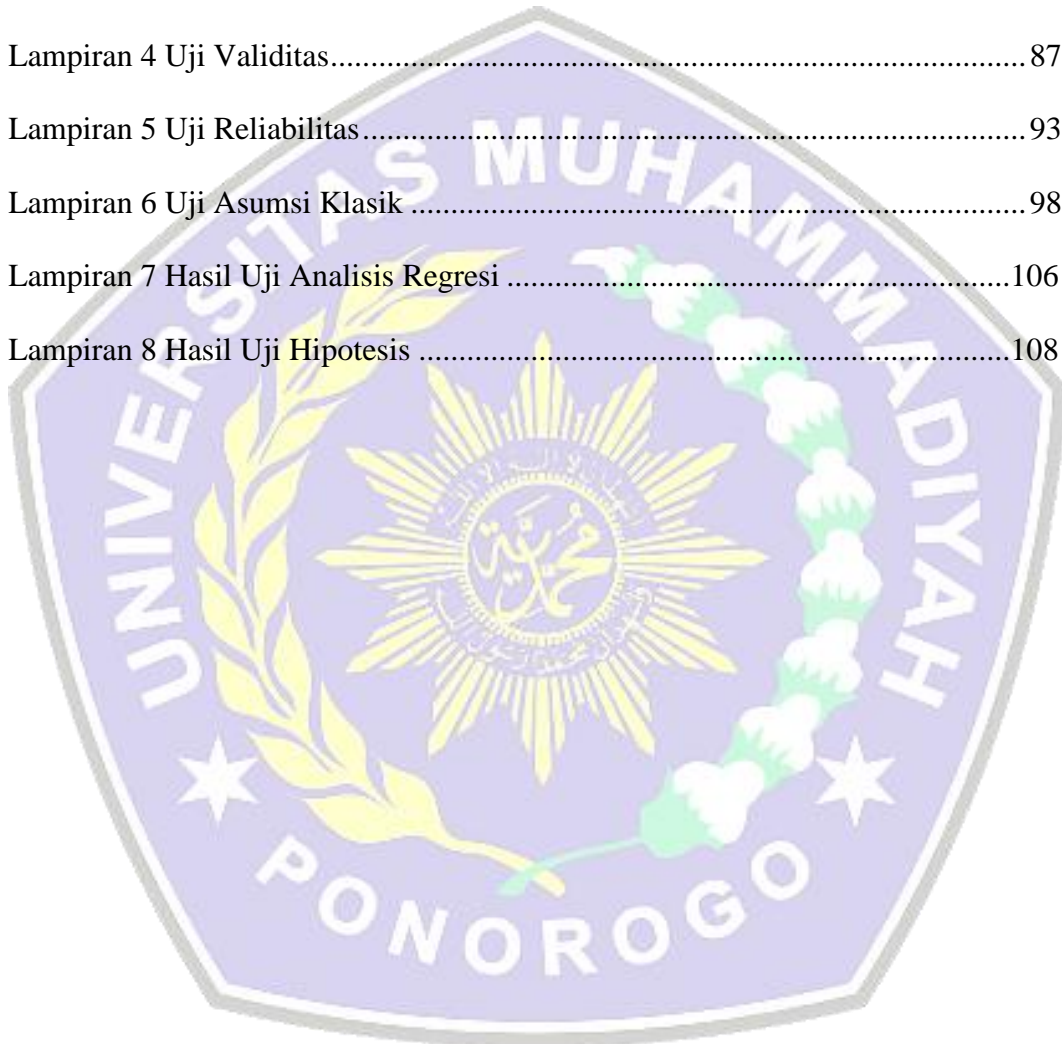 Lampiran 4 Uji Validitas............................................................................................87
Lampiran 5 Uji Reliabilitas........................................................................................93
Lampiran 6 Uji Asumsi Klasik ..................................................................................98
Lampiran 7 Hasil Uji Analisis Regresi ....................................................................106
Lampiran 8 Hasil Uji Hipotesis ...............................................................................108
UNIVERSITAS MUHAMMADIYAH
PONOROGO
محمدية